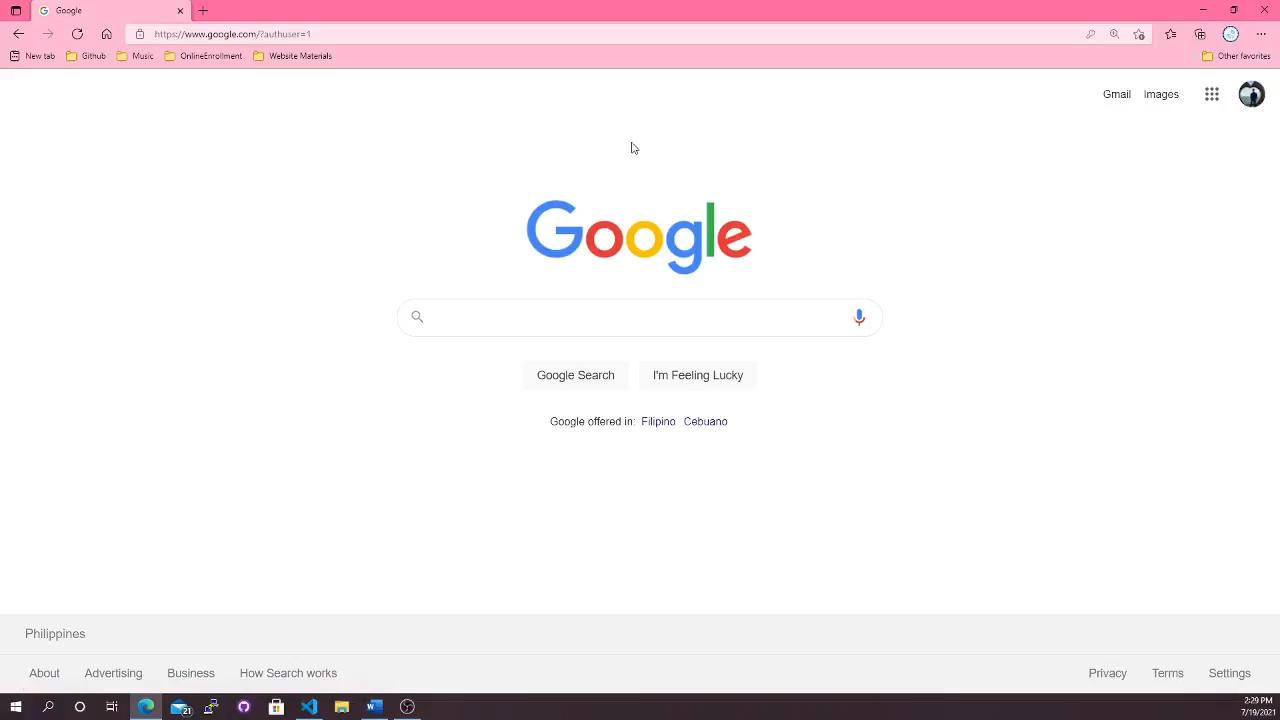 Google
https://www.google.com/?authuser=1
New tab Github Music OnlineEnrollment Website Materials Other favorites
Gmail Images
Google
Google Search I'm Feeling Lucky
Google offered in: Filipino Cebuano
Philippines
About Advertising Business How Search works Privacy Terms Settings
21
2:29 PM
7/19/2021